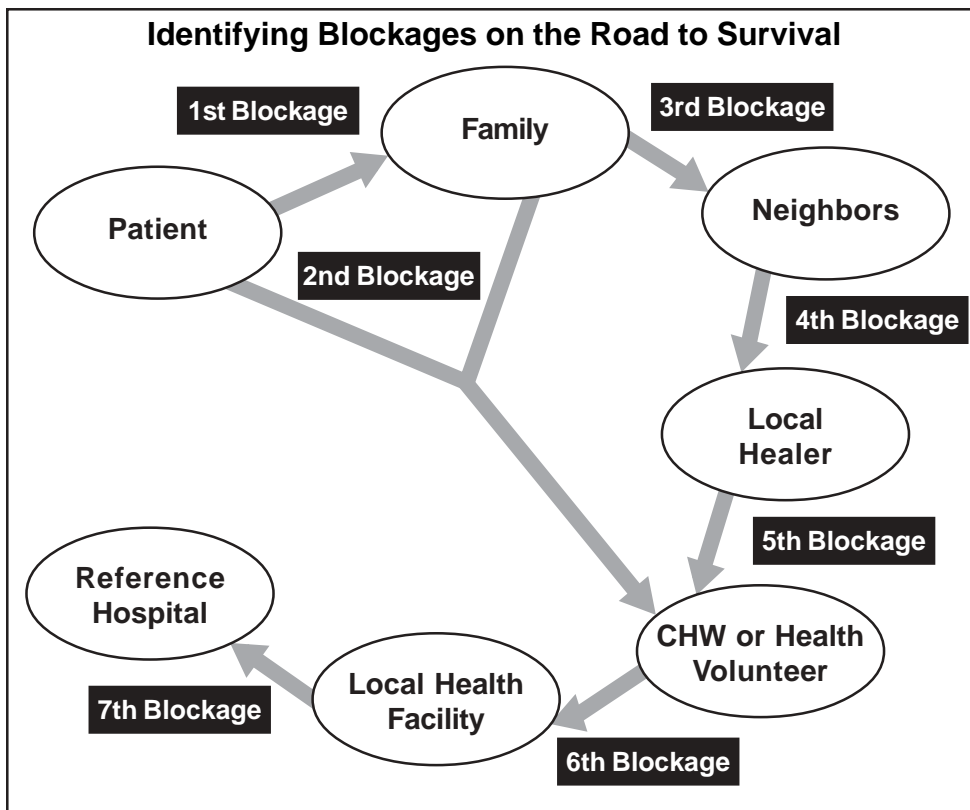 Identifying Blockages on the Road to Survival
1st Blockage
Family
3rd Blockage
Patient
Neighbors
2nd Blockage
4th Blockage
Local
Healer
5th Blockage
Reference
Hospital
CHW or Health
Volunteer
Local Health
Facility
7th Blockage
6th Blockage